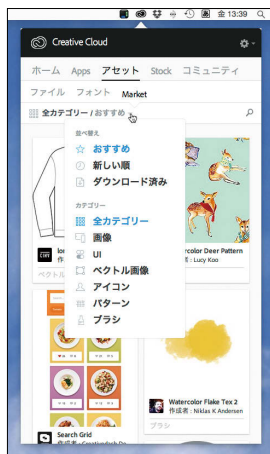 金 13:39
Creative Cloud
ホーム Apps アセット Stock コミュニティ
ファイル フォント Market
全カテゴリー / おすすめ
並べ替え
おすすめ
新しい順
ダウンロード済み
カテゴリー
全カテゴリー
画像
UI
ベクトル画像
アイコン
パターン
ブラシ
color Deer Pattern
作成者 : Lucy Koo
ベクトル
Watercolor Flake Tex 2
作成者 : Niklas K Andersen
ブラシ
Search Grid